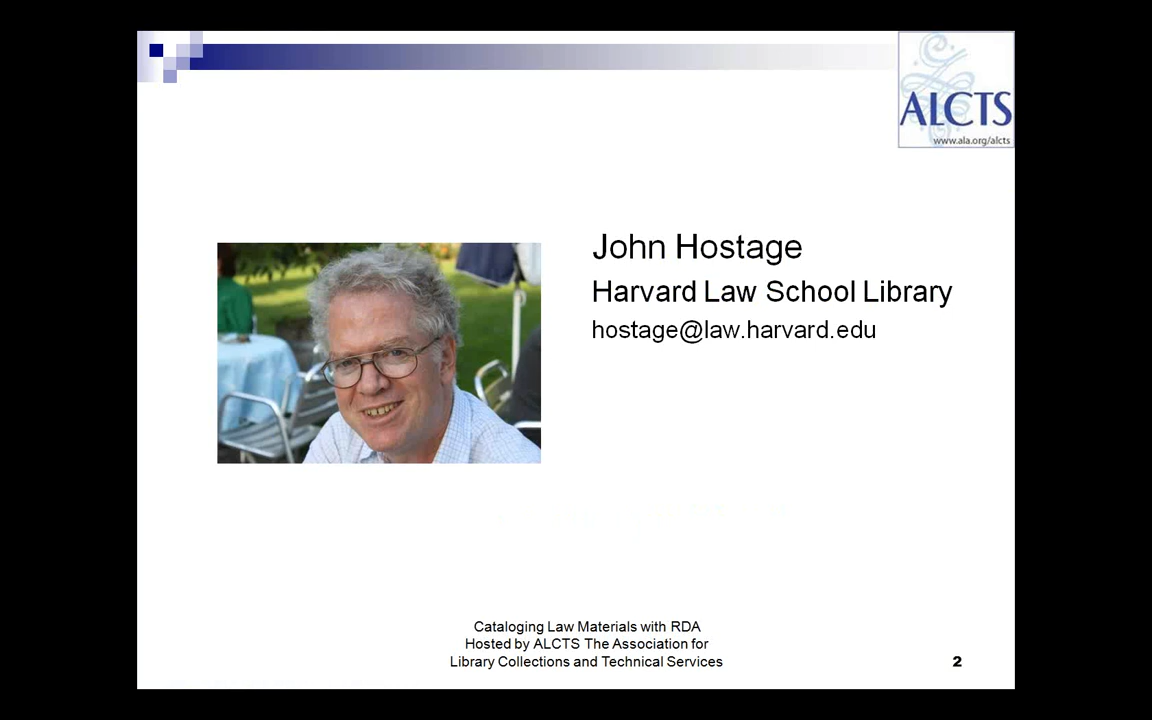 ALCTS
www.ala.org/alcts
John Hostage
Harvard Law School Library
hostage@law.harvard.edu
Cataloging Law Materials with RDA
Hosted by ALCTS The Association for
Library Collections and Technical Services
2